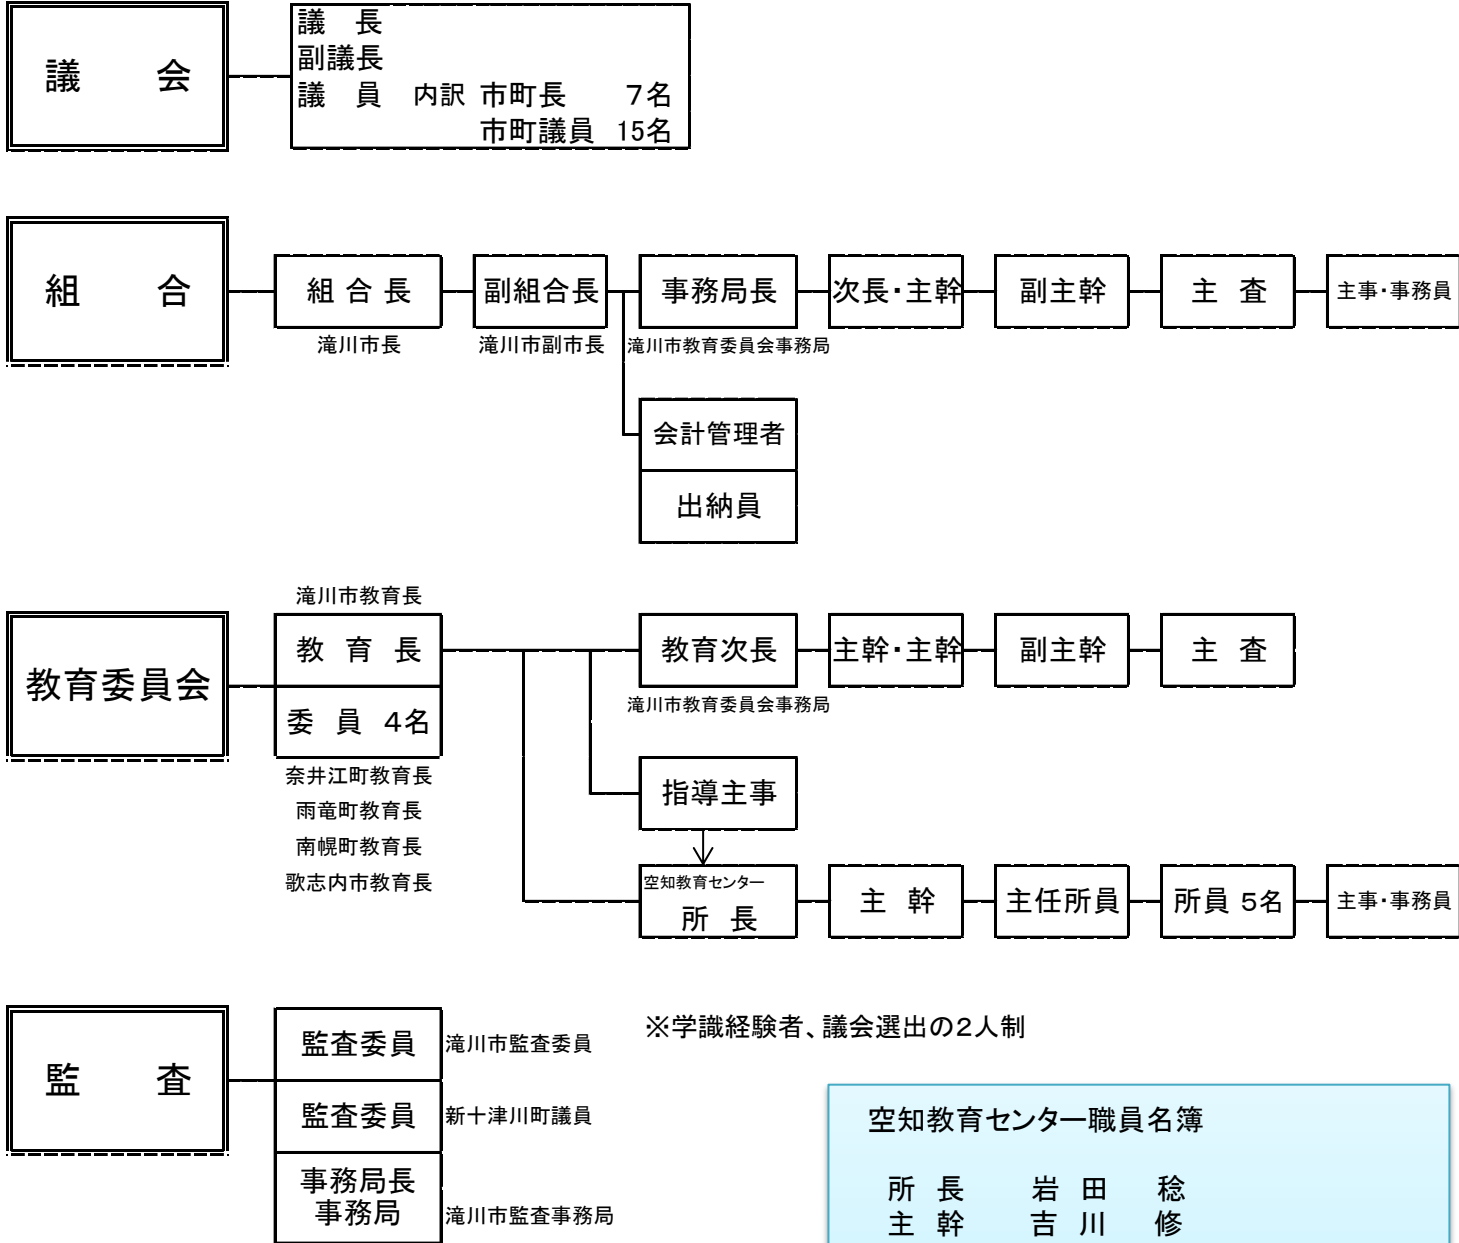 議　会
議　長
副議長
議　員　内訳 市町長　7名
市町議員　15名
組　合
組 合 長
副組合長
事務局長
次長・主幹
副主幹
主　査
主事・事務員
滝川市長
滝川市副市長
滝川市教育委員会事務局
会計管理者
出納員
滝川市教育長
教育委員会
教　育　長
教育次長
主幹・主幹
副主幹
主　査
委　員　4名
滝川市教育委員会事務局
奈井江町教育長
雨竜町教育長
南幌町教育長
歌志内市教育長
指導主事
空知教育センター
所　長
主　幹
主任所員
所員 5名
主事・事務員
監　査
監査委員
滝川市監査委員
※学識経験者、議会選出の2人制
監査委員
新十津川町議員
事務局長
事務局
滝川市監査事務局
空知教育センター職員名簿
所　長　岩　田　稔
主　幹　吉　川　修